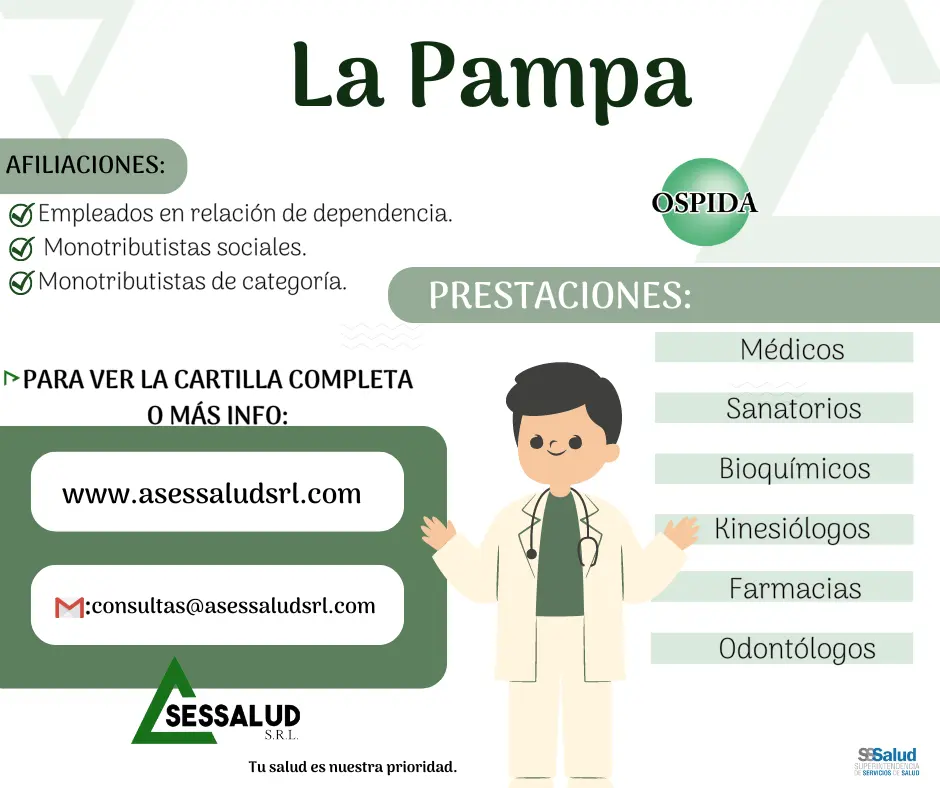 La Pampa
AFILIACIONES:
Empleados en relación de dependencia.
Monotributistas sociales.
Monotributistas de categoría.
OSPIDA
PRESTACIONES:
Médicos
Sanatorios
Bioquímicos
Kinesiólogos
Farmacias
Odontólogos
PARA VER LA CARTILLA COMPLETA
O MÁS INFO:
www.asessaludsrl.com
:consultas@asessaludsrl.com
SESSALUD
S.R.L.
Tu salud es nuestra prioridad.
SSSalud
SUPERINTENDENCIA
DE SERVICIOS DE SALUD